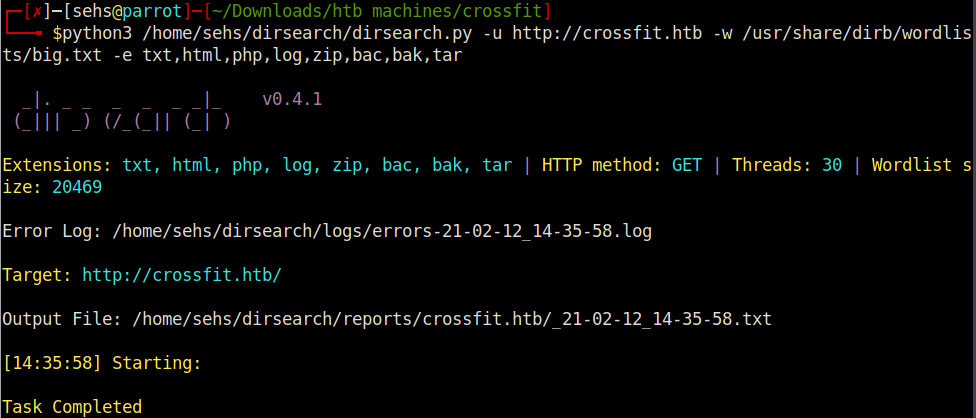 [✗]─[sehs@parrot]─[~/Downloads/htb machines/crossfit]
$python3 /home/sehs/dirsearch/dirsearch.py -u http://crossfit.htb -w /usr/share/dirb/wordlis
ts/big.txt -e txt,html,php,log,zip,bac,bak,tar
_|. _ _  _  _  _ _|_    v0.4.1
(_||| _) (/_(_|| (_| )
Extensions: txt, html, php, log, zip, bac, bak, tar | HTTP method: GET | Threads: 30 | Wordlist s
ize: 20469
Error Log: /home/sehs/dirsearch/logs/errors-21-02-12_14-35-58.log
Target: http://crossfit.htb/
Output File: /home/sehs/dirsearch/reports/crossfit.htb/_21-02-12_14-35-58.txt
[14:35:58] Starting:
Task Completed